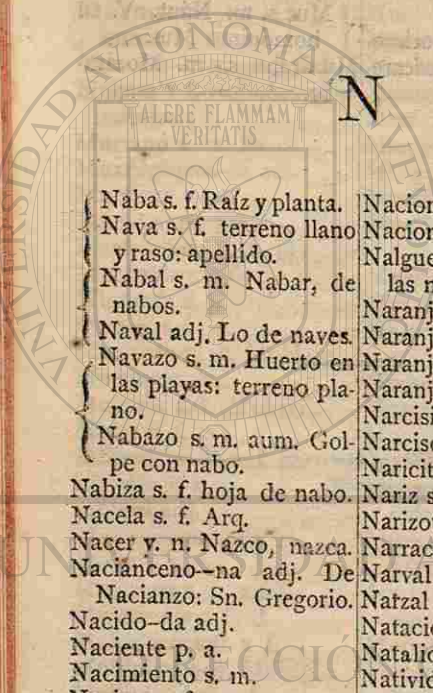 N
Naba s. f. Raíz y planta.
Nava s. f. terreno llano
y raso: apellido.
Nabal s. m. Nabar, de
nabos.
Naval adj. Lo de naves.
Navazo s. m. Huerto en
las playas: terreno pla-
no.
Nabazo s. m. aum. Gol-
pe con nabo.
Nabiza s. f. hoja de nabo.
Nacela s. f. Arq.
Nacer v. n. Nazco, nazca.
Naciánceno--na adj. De
Nacianzo: Sn. Gregorio.
Nacido-da adj.
Naciente p. a.
Nacimiento s. m.
Nacion
Nacion
Nalgue
las n
Naranj
Naranj
Naranj
Naranj
Narcisi
Narciso
Naricit
Nariz s
Narizo
Narrac
Narval
Natzal
Natació
Natalic
Nativid
ALERE FLAMMAM
VERITATIS